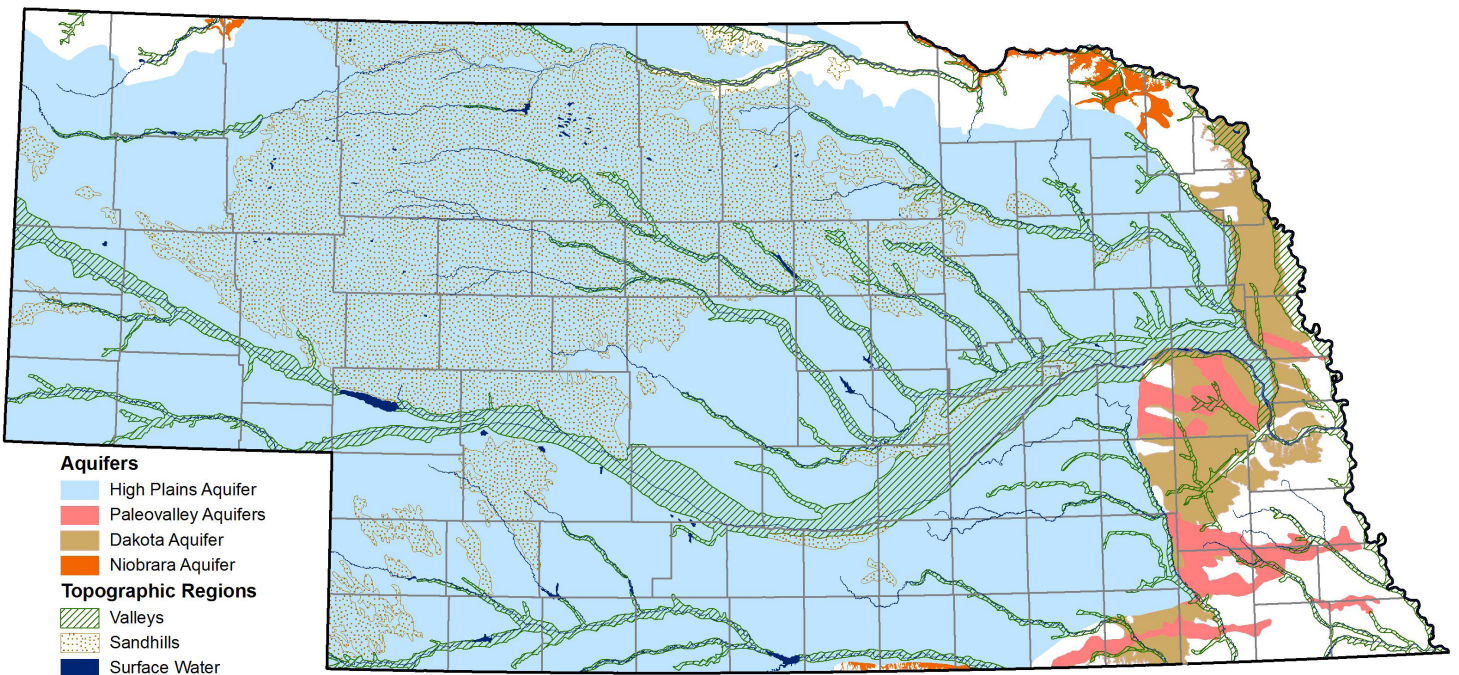 Aquifers
High Plains Aquifer
Paleovalley Aquifers
Dakota Aquifer
Niobrara Aquifer
Topographic Regions
Valleys
Sandhills
Surface Water